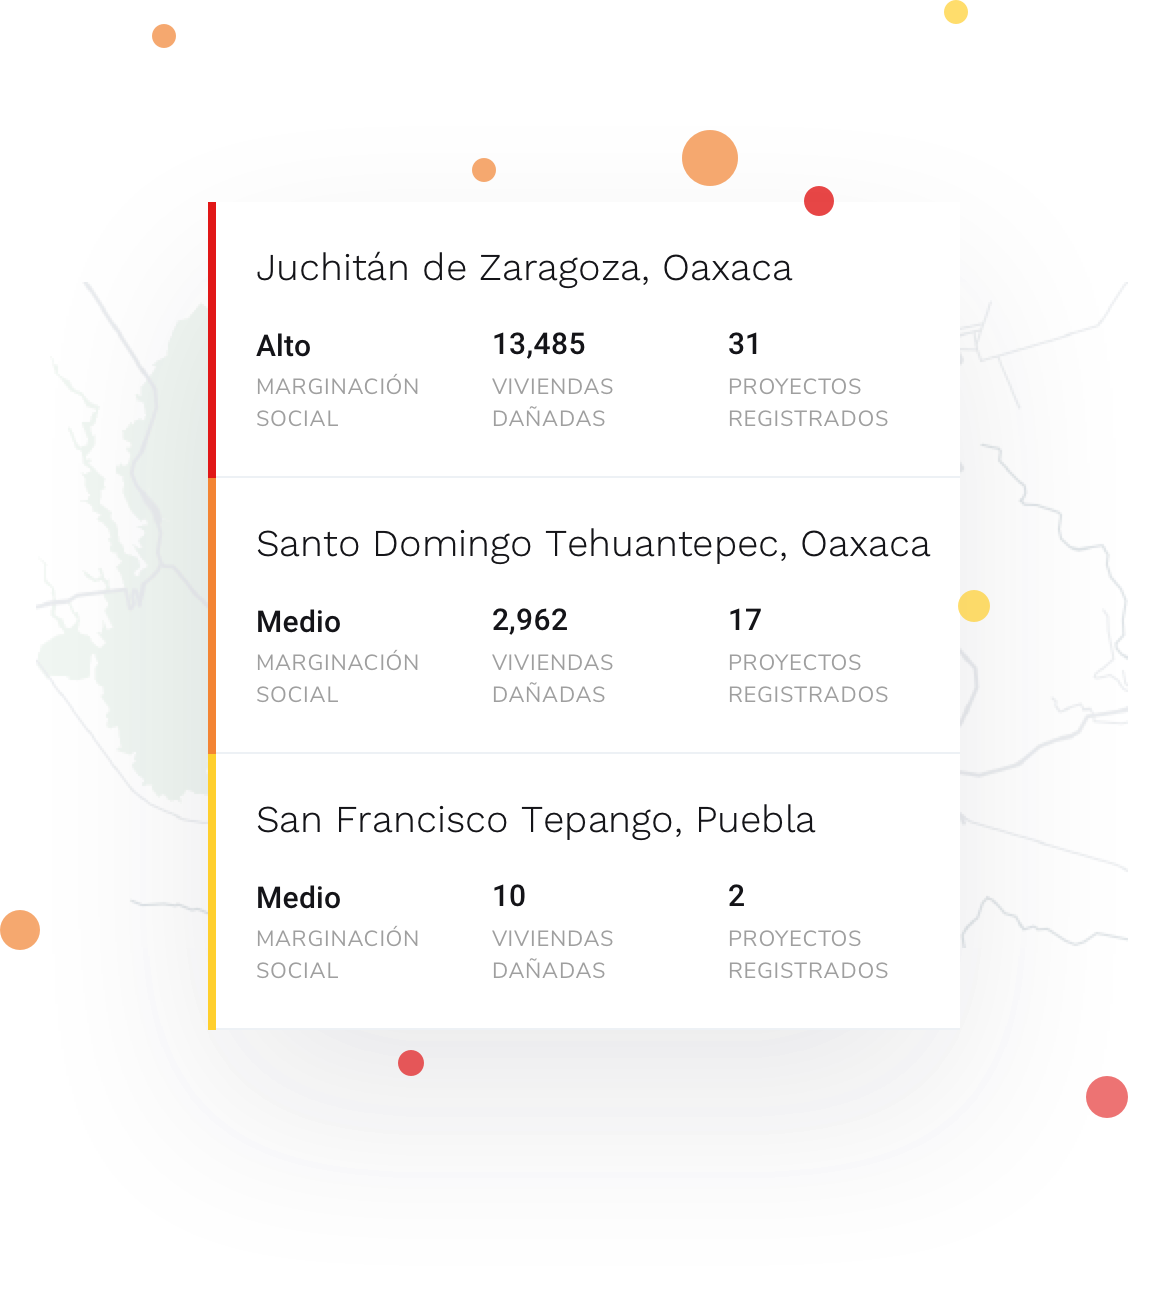 Juchitán de Zaragoza, Oaxaca
Alto 13,485 31
MARGINACIÓN VIVIENDAS PROYECTOS
SOCIAL DAÑADAS REGISTRADOS
Santo Domingo Tehuantepec, Oaxaca
Medio 2,962 17
MARGINACIÓN VIVIENDAS PROYECTOS
SOCIAL DAÑADAS REGISTRADOS
San Francisco Tepango, Puebla
Medio 10 2
MARGINACIÓN VIVIENDAS PROYECTOS
SOCIAL DAÑADAS REGISTRADOS